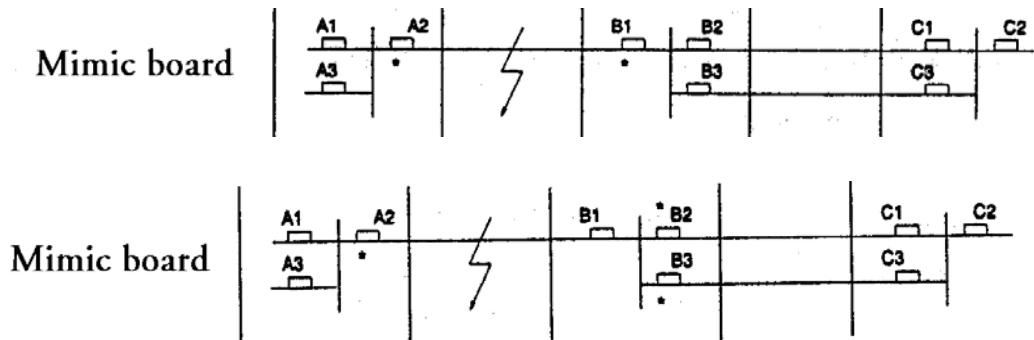 A1 A2 B1 B2 C1 C2
Mimic board
* *
A3 B3 C3
*
A1 A2 B1 B2 C1 C2
Mimic board
*
A3 B3 C3
*